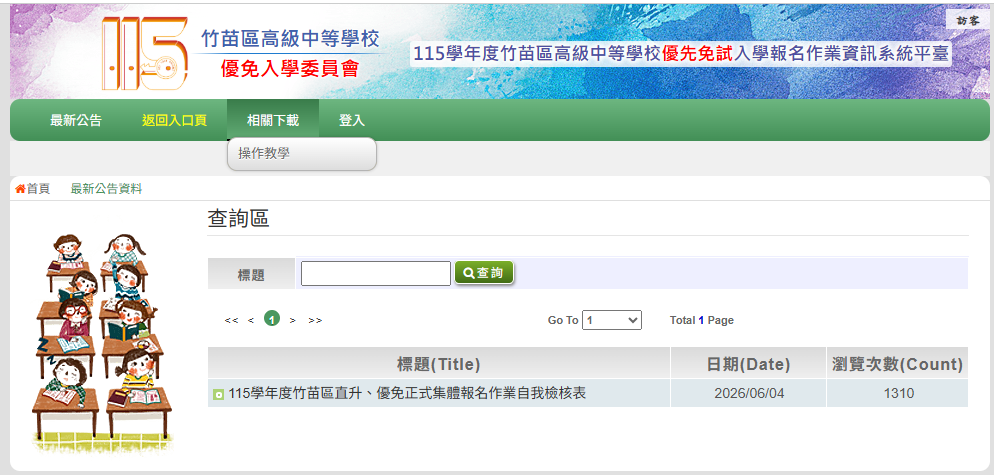 訪客
115 竹苗區高級中等學校
優免入學委員會
115學年度竹苗區高級中等學校優先免試入學報名作業資訊系統平臺
最新公告 返回入口頁 相關下載 登入
操作教學
首頁 最新公告資料
查詢區
標題 查詢
<< < 1 > >> Go To 1 Total 1 Page
標題(Title) 日期(Date) 瀏覽次數(Count)
115學年度竹苗區直升、優免正式集體報名作業自我檢核表 2026/06/04 1310